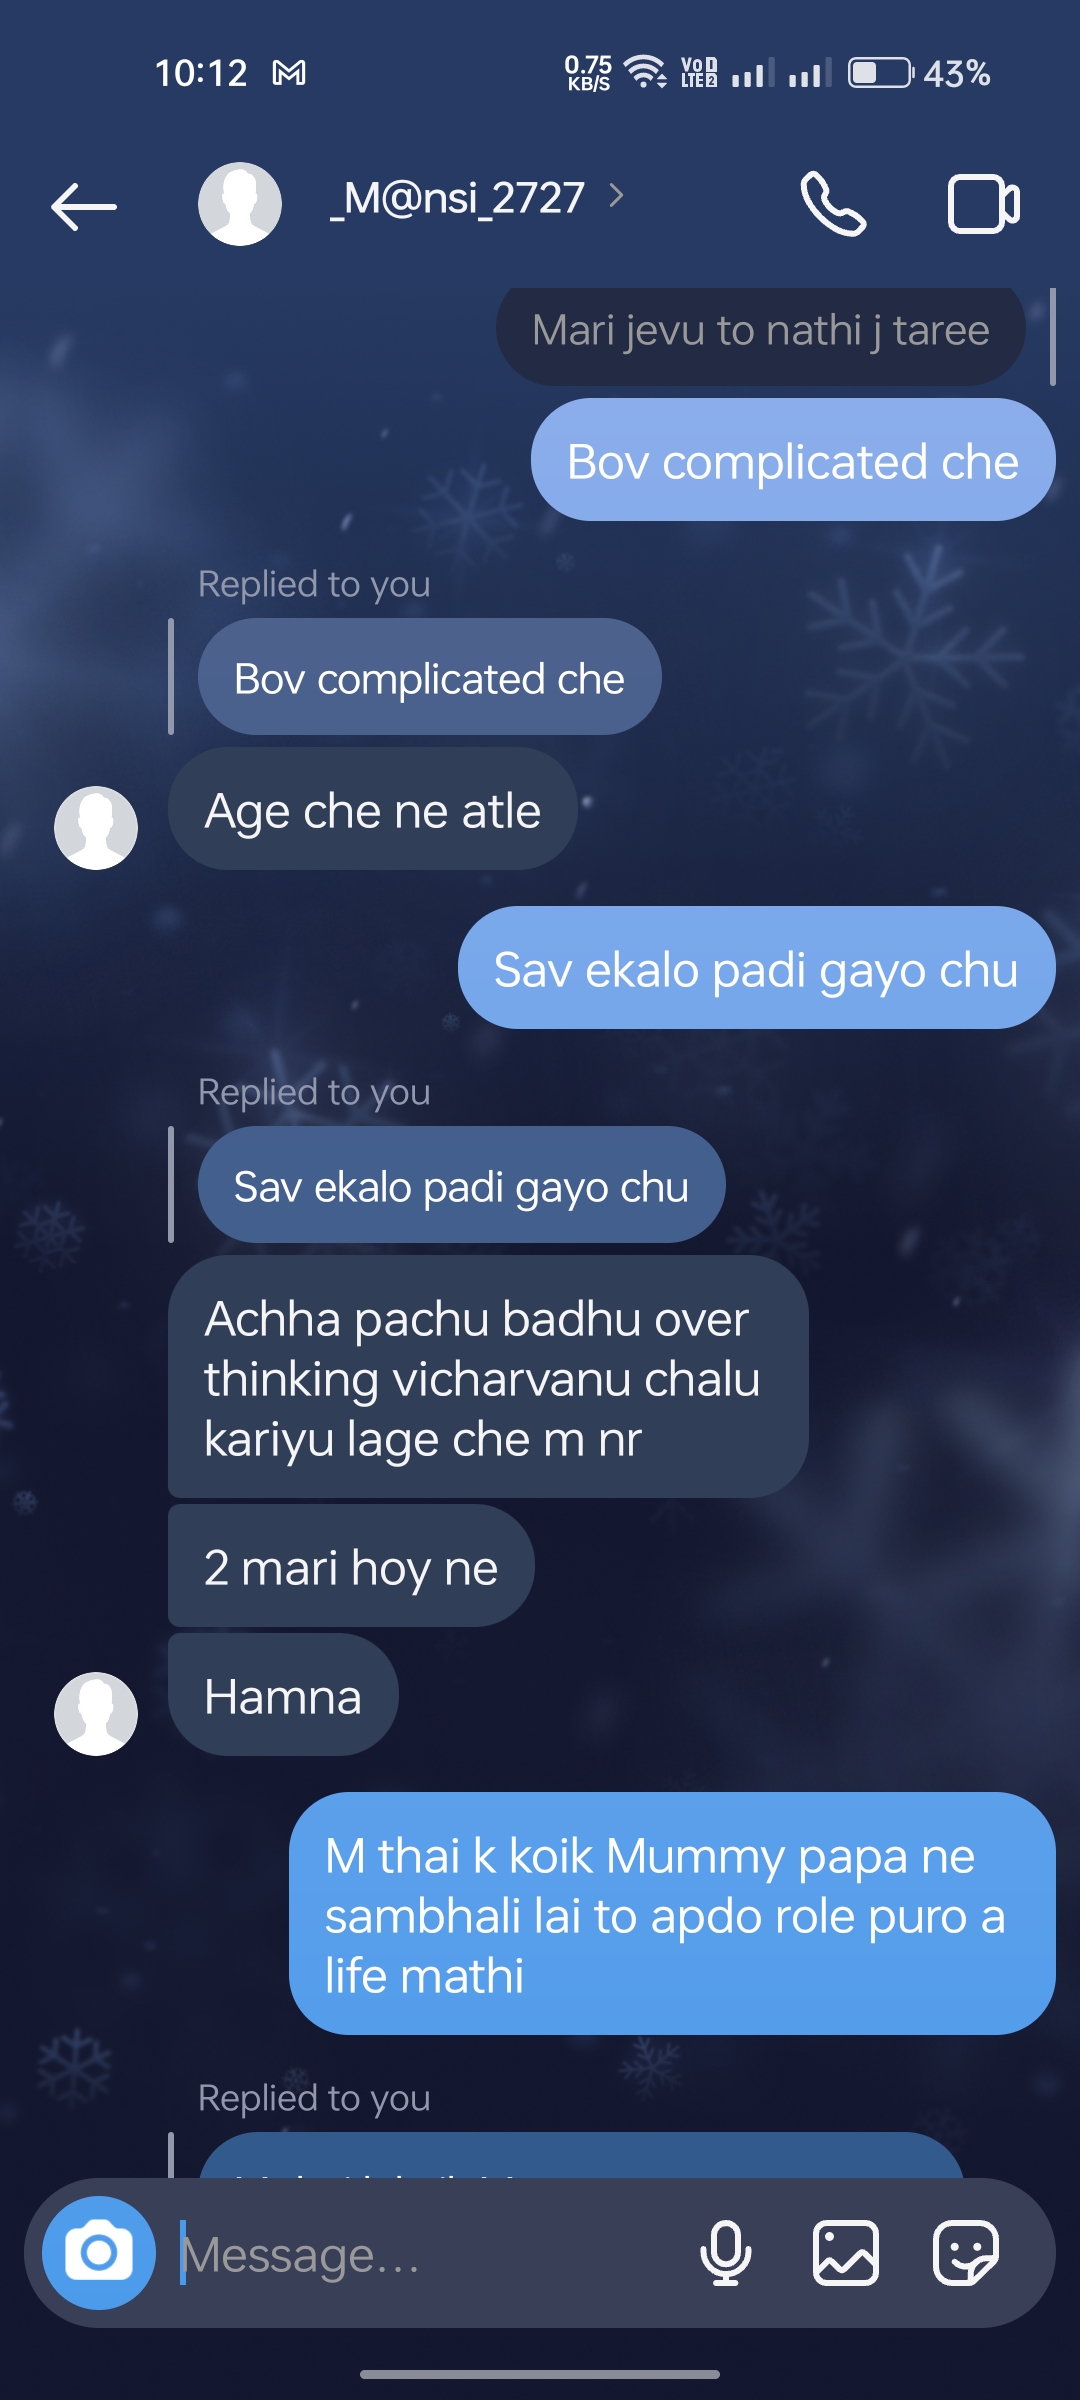 10:12
0.75
KB/S
Vo
LTE 2
43%
_M@nsi_2727
Mari jevu to nathi j taree
Bov complicated che
Replied to you
Bov complicated che
Age che ne atle
Sav ekalo padi gayo chu
Replied to you
Sav ekalo padi gayo chu
Achha pachu badhu over
thinking vicharvanu chalu
kariyu lage che m nr
2 mari hoy ne
Hamna
M thai k koik Mummy papa ne
sambhali lai to apdo role puro a
life mathi
Replied to you
Message...